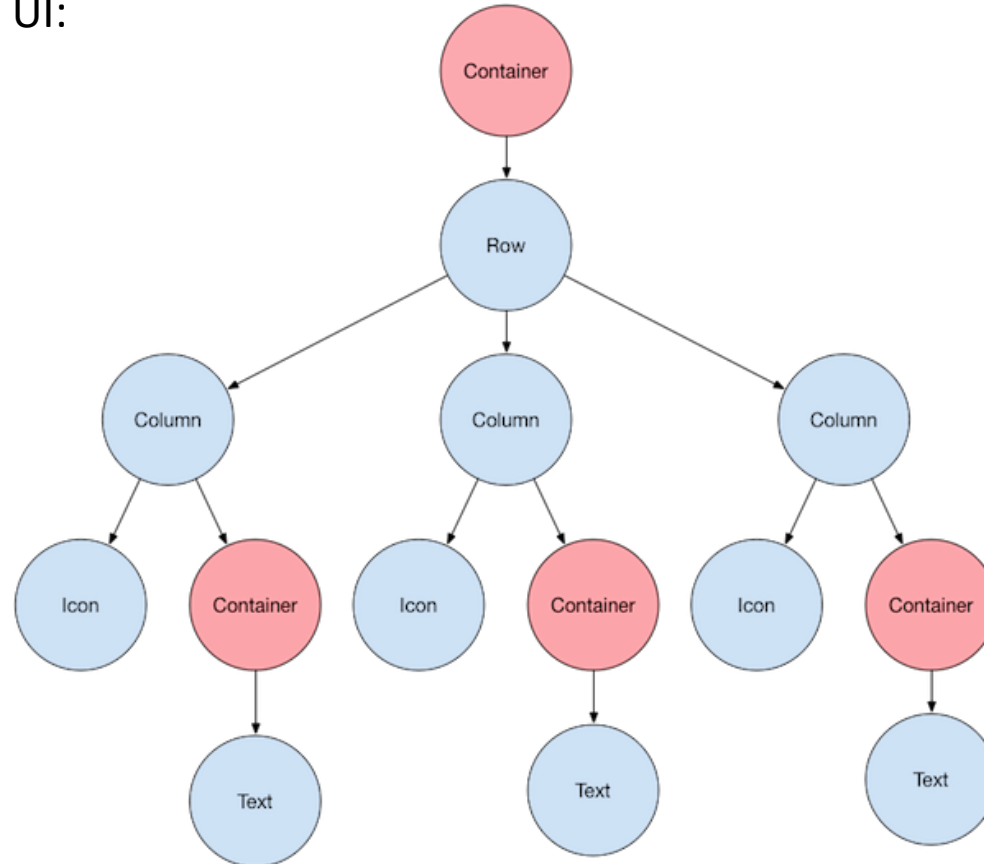 UI:
Container
Row
Column
Column
Column
Icon
Container
Icon
Container
Icon
Container
Text
Text
Text